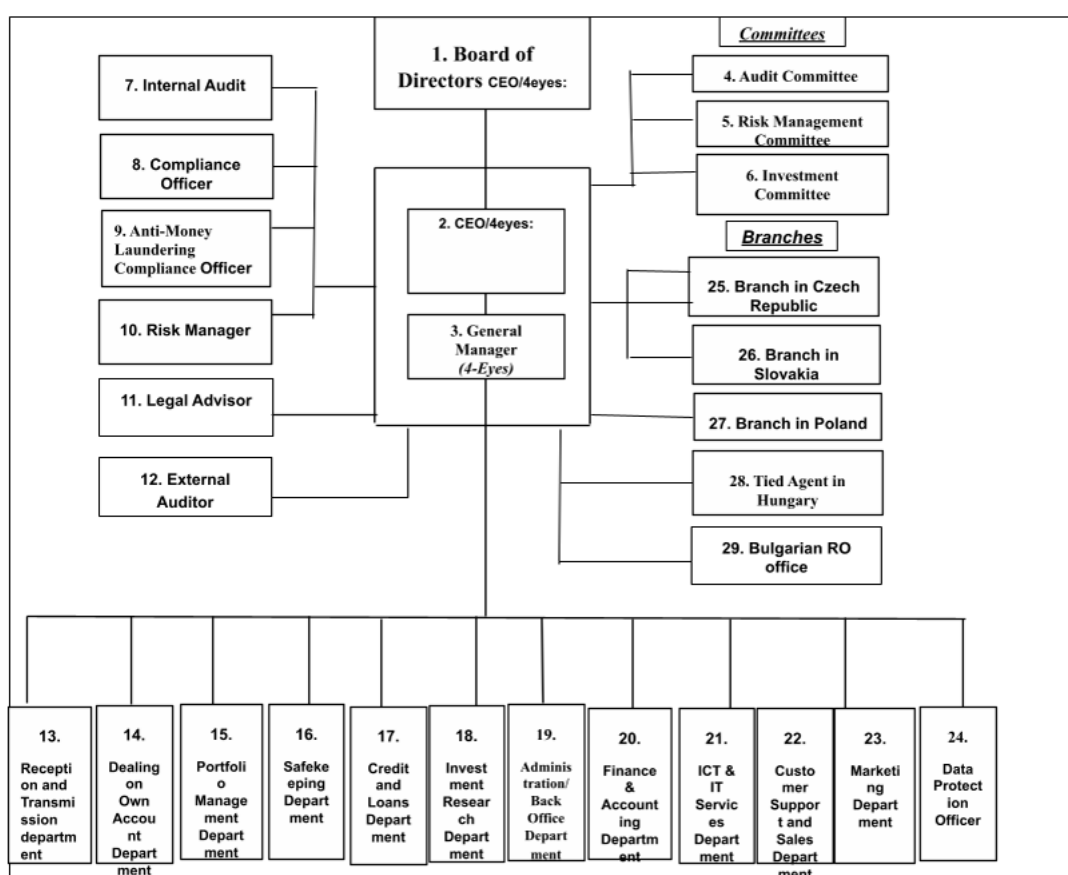 1. Board of
Directors CEO/4eyes:
Committees
4. Audit Committee
5. Risk Management
Committee
6. Investment
Committee
7. Internal Audit
8. Compliance
Officer
9. Anti-Money
Laundering
Compliance Officer
10. Risk Manager
11. Legal Advisor
12. External
Auditor
2. CEO/4eyes:
3. General
Manager
(4-Eyes)
Branches
25. Branch in Czech
Republic
26. Branch in
Slovakia
27. Branch in Poland
28. Tied Agent in
Hungary
29. Bulgarian RO
office
13.
Recepti
on and
Transmi
ssion
departm
ent
14.
Dealing
on
Own
Accou
nt
Depart
ment
15.
Portfoli
o
Manage
ment
Depart
ment
16.
Safeke
eping
Depart
ment
17.
Credit
and
Loans
Depart
ment
18.
Invest
ment
Resear
ch
Depart
ment
19.
Adminis
tration/
Back
Office
Depart
ment
20.
Finance
&
Account
ing
Departm
ent
21.
ICT &
IT
Servic
es
Depart
ment
22.
Custo
mer
Suppor
t and
Sales
Depart
ment
23.
Marketi
ng
Depart
ment
24.
Data
Protect
ion
Officer